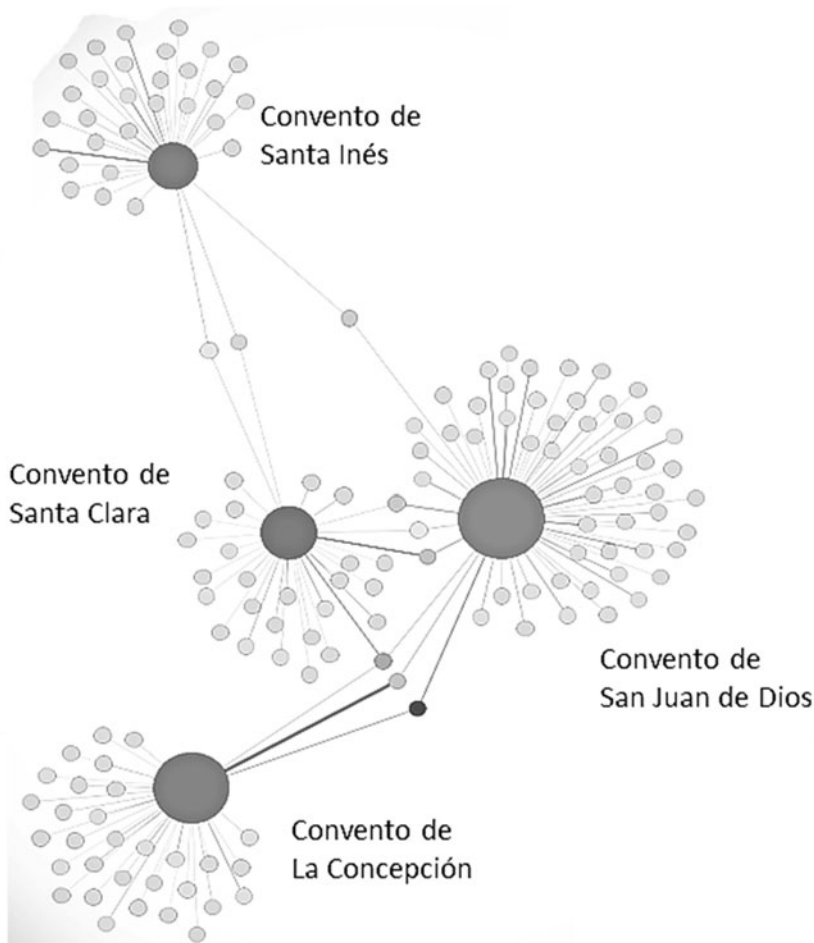 Convento de
Santa Inés
Convento de
Santa Clara
Convento de
San Juan de Dios
Convento de
La Concepción